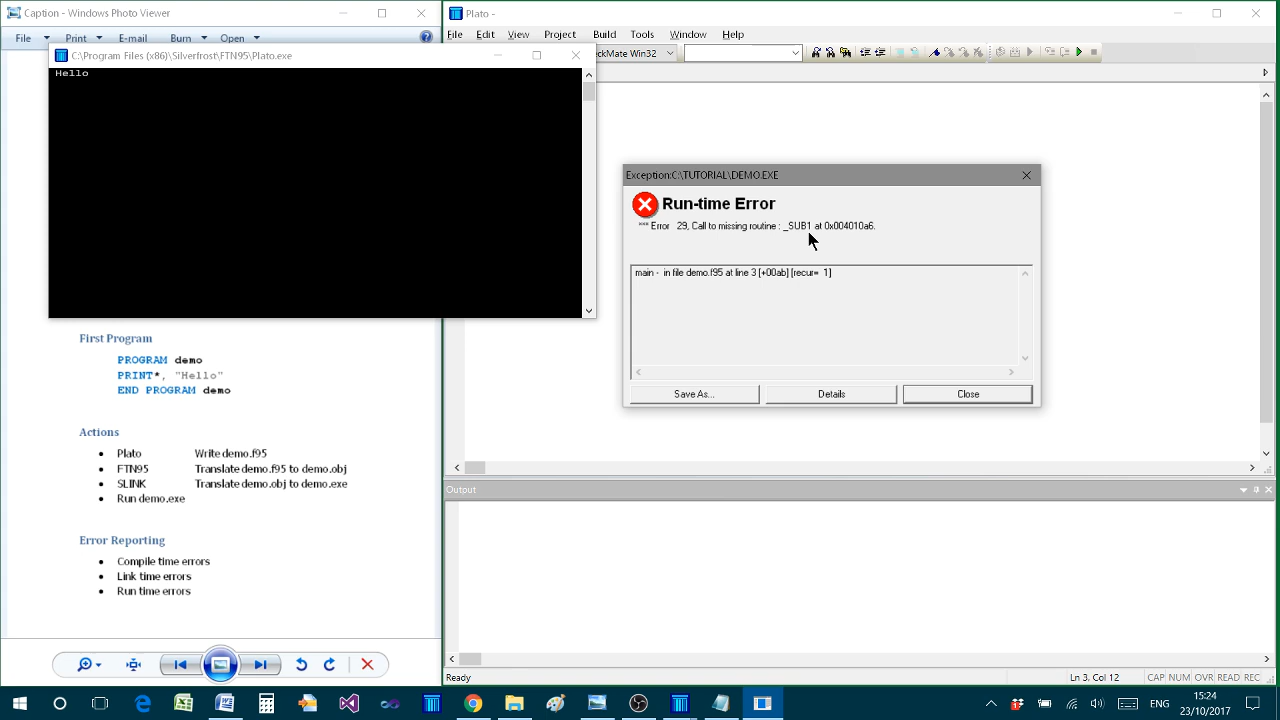 Caption - Windows Photo Viewer
File Print E-mail Burn Open
C:\Program Files (x86)\Silverfrost\FTN95\Plato.exe
Hello
First Program
PROGRAM demo
PRINT*, "Hello"
END PROGRAM demo
Actions
• Plato Write demo.f95
• FTN95 Translate demo.f95 to demo.obj
• SLINK Translate demo.obj to demo.exe
• Run demo.exe
Error Reporting
• Compile time errors
• Link time errors
• Run time errors
Plato -
File Edit View Project Build Tools Window Help
ckMate Win32
Exception:C:\TUTORIAL\DEMO.EXE
Run-time Error
*** Error 29, Call to missing routine : _SUB1 at 0x004010a6.
main - in file demo.f95 at line 3 [+00ab] [recur= 1]
Save As... Details Close
Output
Ready Ln 3, Col 12 CAP NUM OVR READ REC
ENG 15:24
23/10/2017